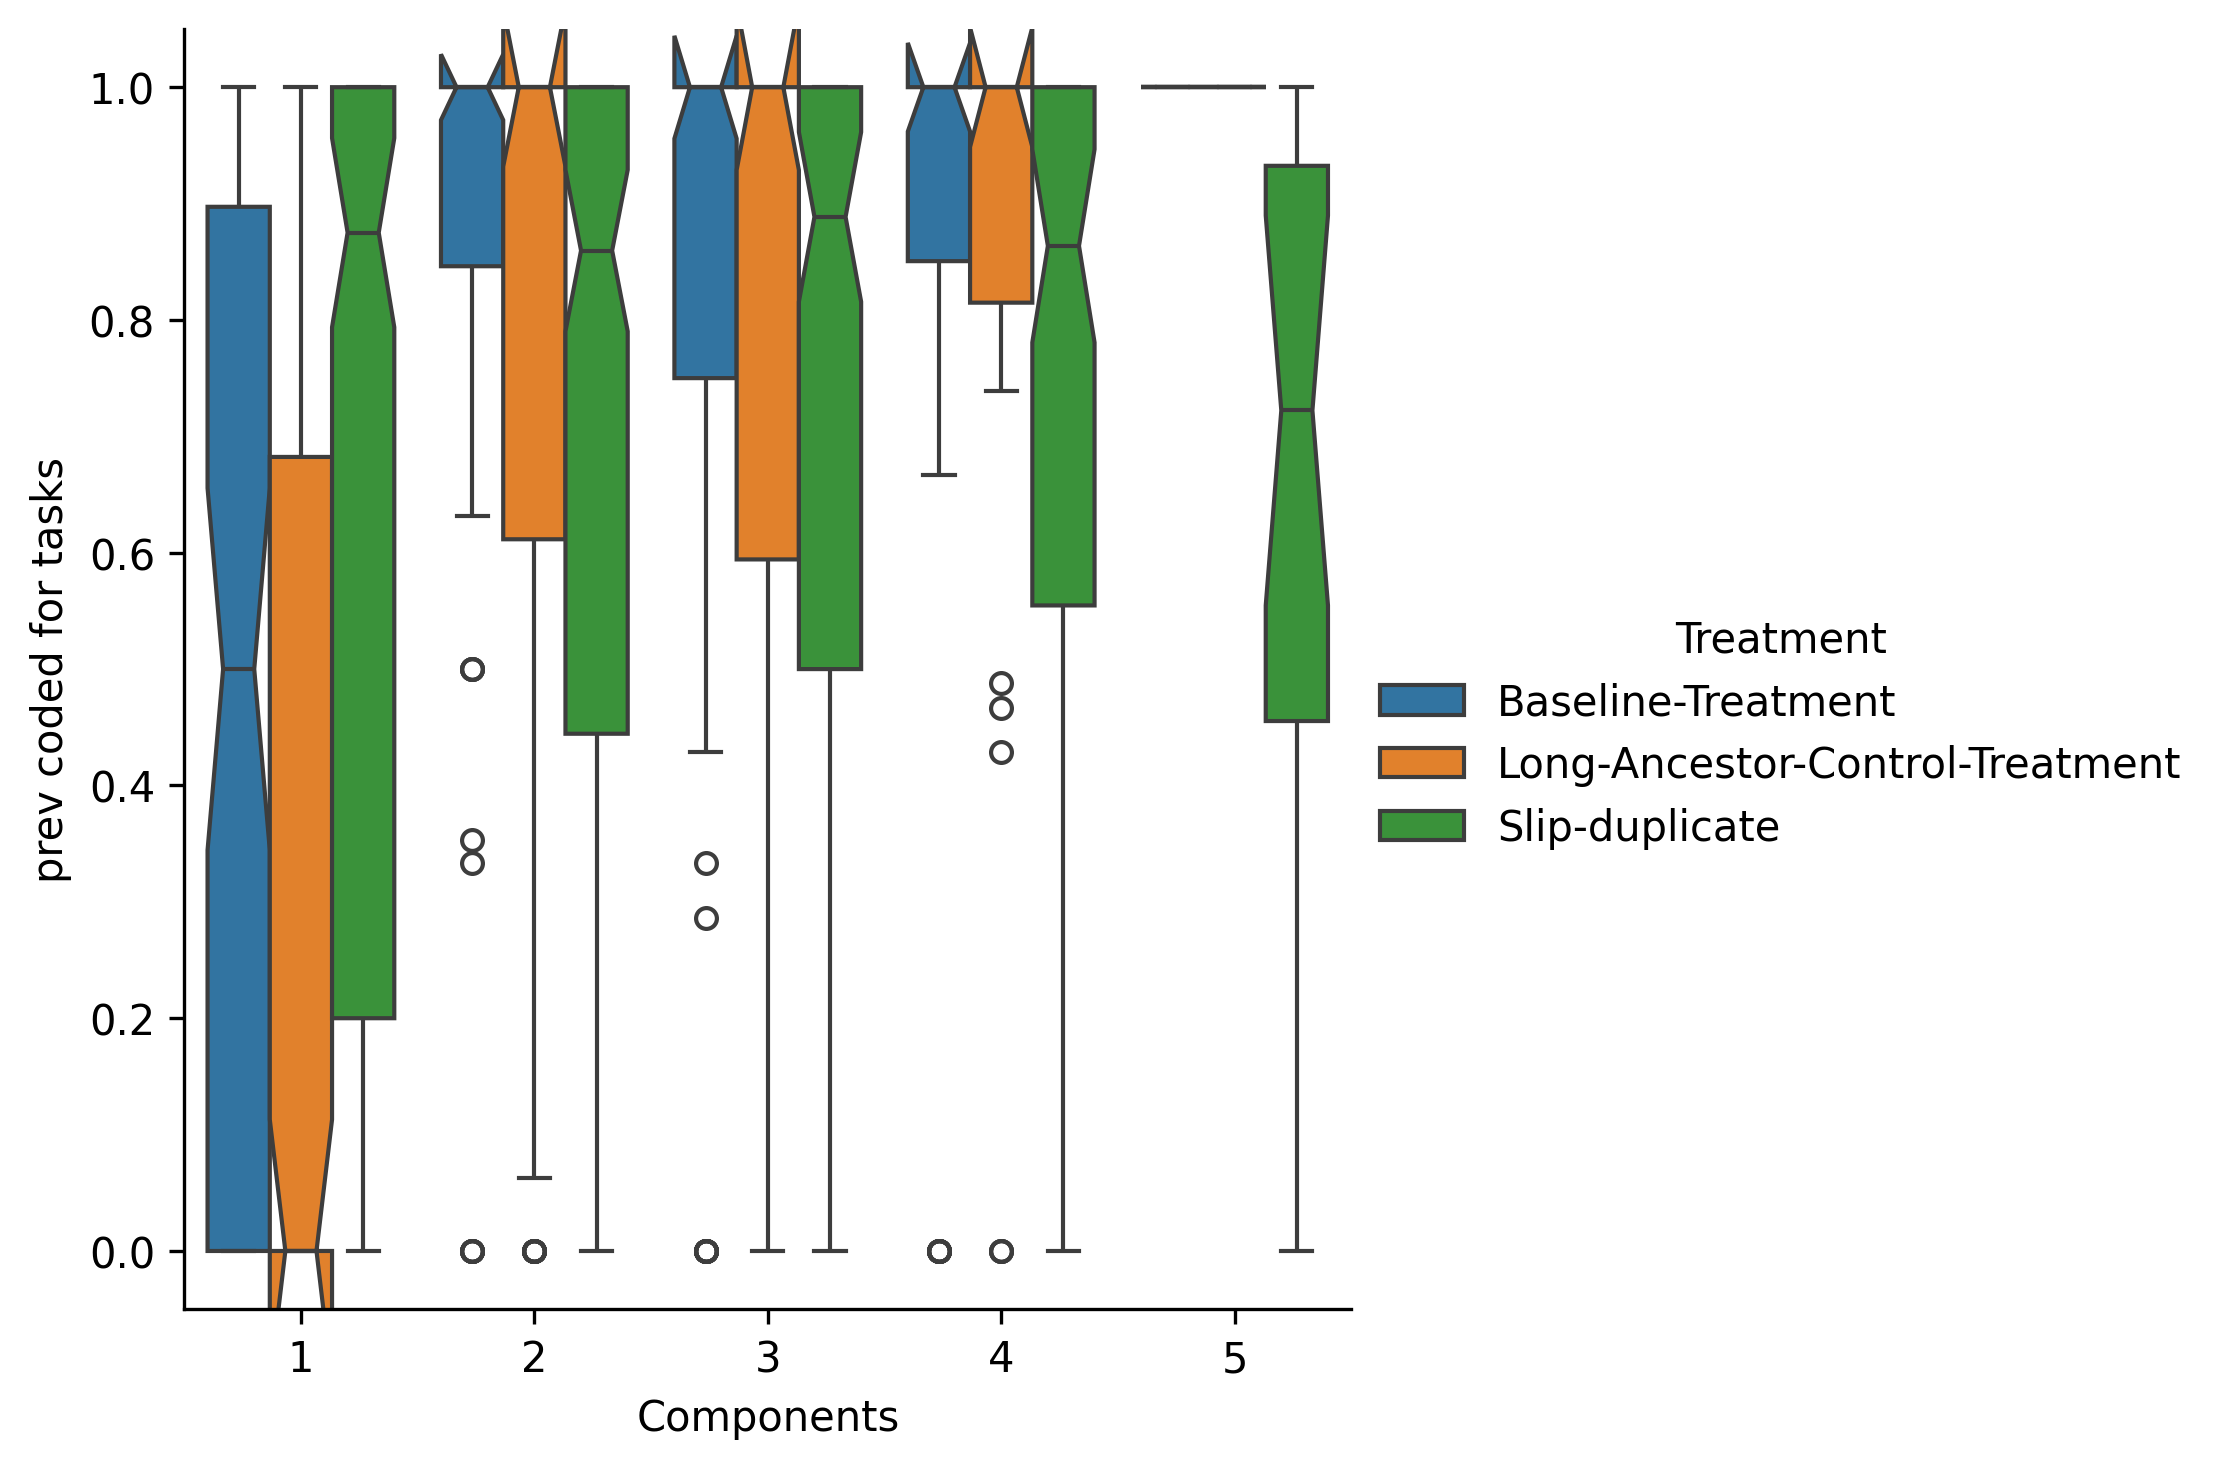 1.0
0.8
0.6
0.4
0.2
0.0
prev coded for tasks
1 2 3 4 5
Components
Treatment
Baseline-Treatment
Long-Ancestor-Control-Treatment
Slip-duplicate